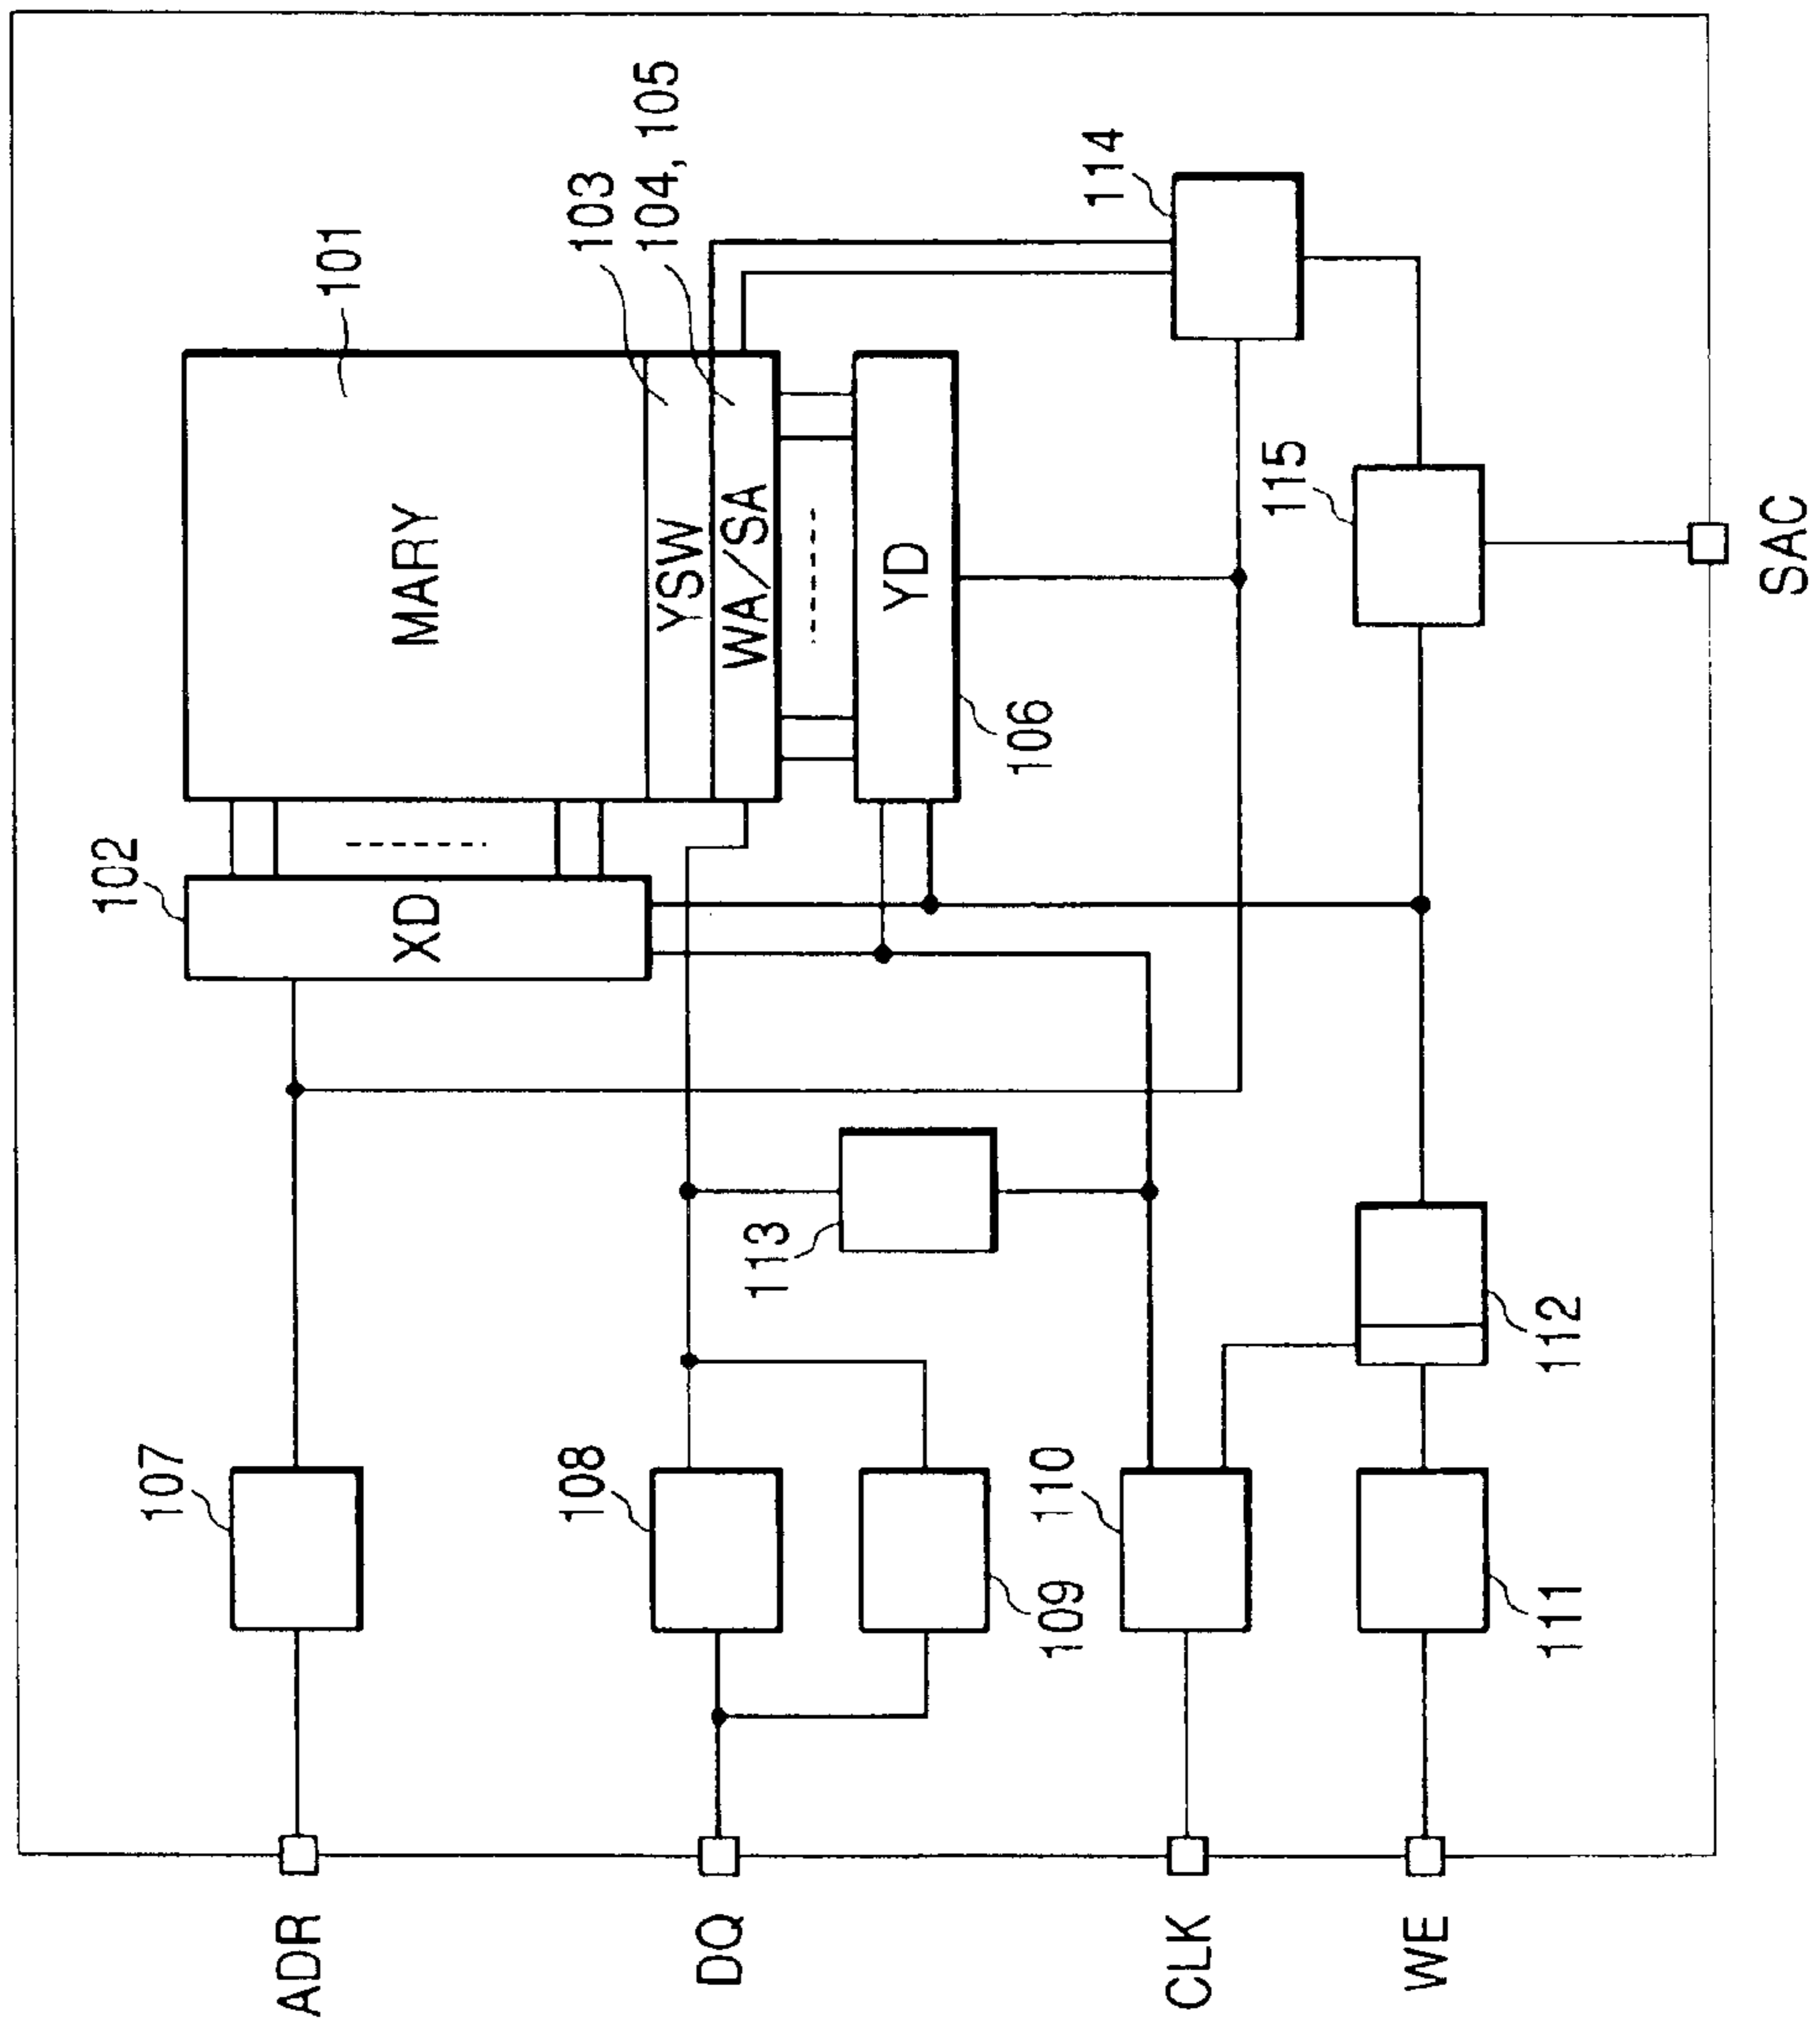 101
103
104, 105
MARY
YSW
WA/SA
102
XD
YD
106
114
115
SAC
107
108
113
109
110
112
111
ADR
DQ
CLK
WE